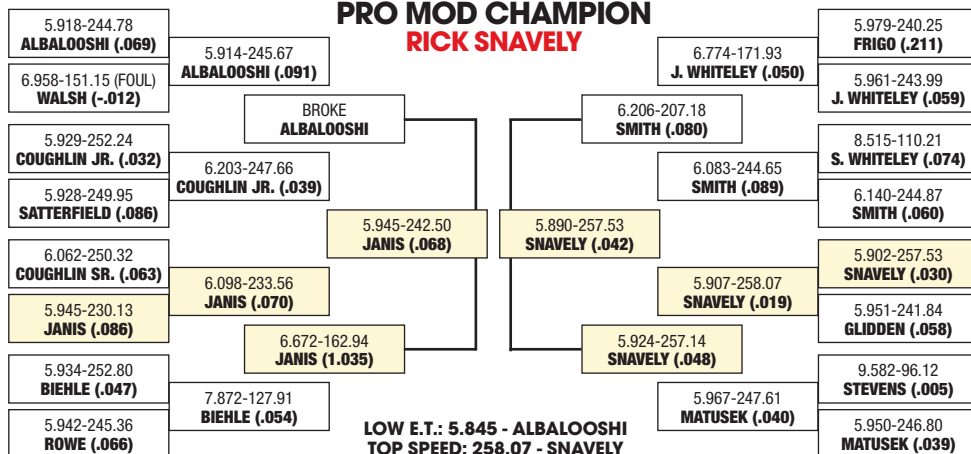 PRO MOD CHAMPION
RICK SNAVELY
5.918-244.78
ALBALOOSHI (.069)
6.958-151.15 (FOUL)
WALSH (-.012)
5.929-252.24
COUGHLIN JR. (.032)
5.928-249.95
SATTERFIELD (.086)
6.062-250.32
COUGHLIN SR. (.063)
5.945-230.13
JANIS (.086)
5.934-252.80
BIEHLE (.047)
5.942-245.36
ROWE (.066)
5.914-245.67
ALBALOOSHI (.091)
6.203-247.66
COUGHLIN JR. (.039)
6.098-233.56
JANIS (.070)
7.872-127.91
BIEHLE (.054)
BROKE
ALBALOOSHI
6.672-162.94
JANIS (1.035)
5.945-242.50
JANIS (.068)
5.890-257.53
SNAVELY (.042)
6.206-207.18
SMITH (.080)
5.924-257.14
SNAVELY (.048)
6.774-171.93
J. WHITELEY (.050)
6.083-244.65
SMITH (.089)
5.907-258.07
SNAVELY (.019)
5.967-247.61
MATUSEK (.040)
5.979-240.25
FRIGO (.211)
5.961-243.99
J. WHITELEY (.059)
8.515-110.21
S. WHITELEY (.074)
6.140-244.87
SMITH (.060)
5.902-257.53
SNAVELY (.030)
5.951-241.84
GLIDDEN (.058)
9.582-96.12
STEVENS (.005)
5.950-246.80
MATUSEK (.039)
LOW E.T.: 5.845 - ALBALOOSHI
TOP SPEED: 258.07 - SNAVELY